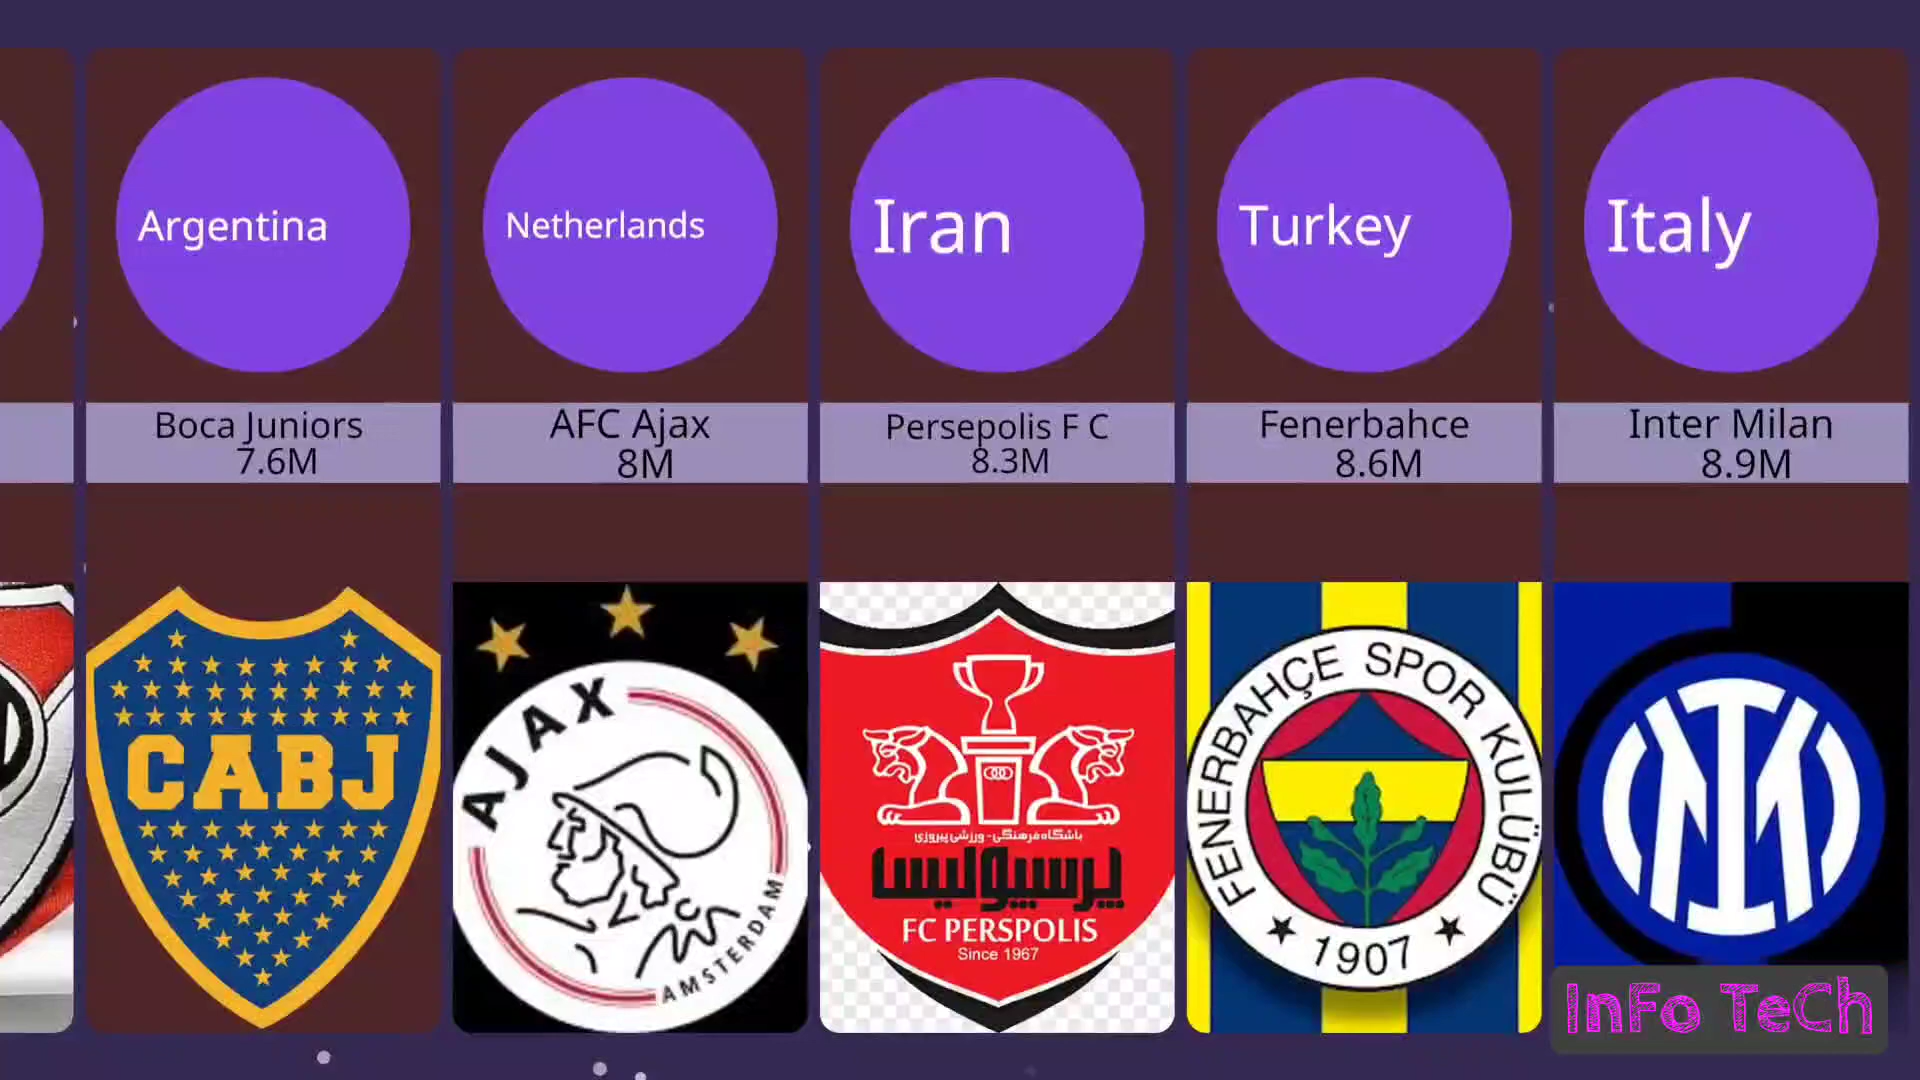 Argentina
Netherlands
Iran
Turkey
Italy
Boca Juniors
7.6M
AFC Ajax
8M
Persepolis F C
8.3M
Fenerbahce
8.6M
Inter Milan
8.9M
CABJ
AJAX
AMSTERDAM
باشگاه فرهنگی - ورزشی پیروزی
پرسپولیس
FC PERSPOLIS
Since 1967
FENERBAHÇE SPOR KULÜBÜ
1907
InFo TeCh